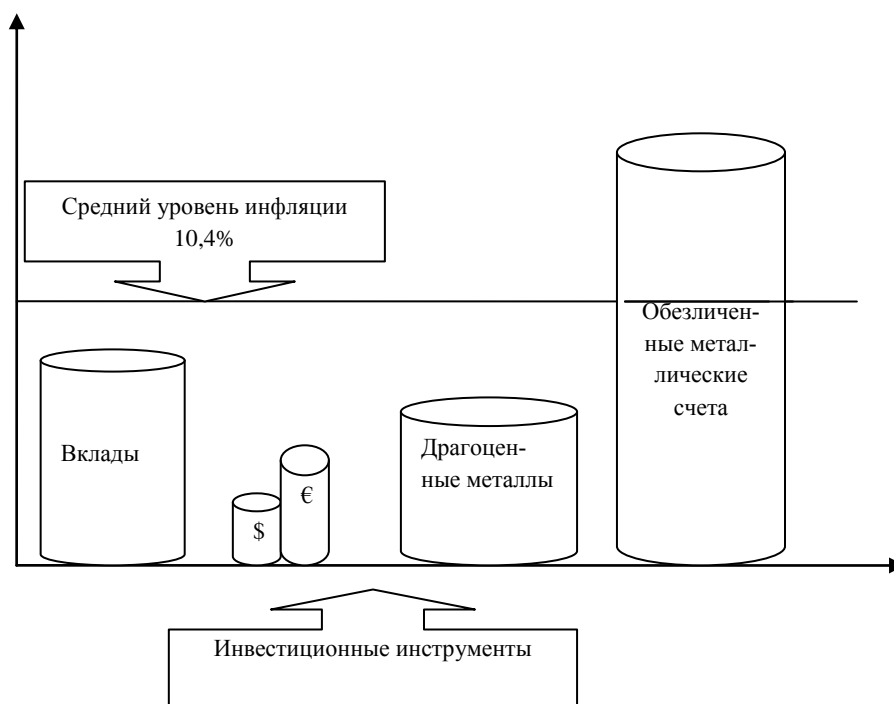 Средний уровень инфляции
10,4%
Обезличен-
ные метал-
лические
счета
Вклады
$
€
Драгоцен-
ные металлы
Инвестиционные инструменты